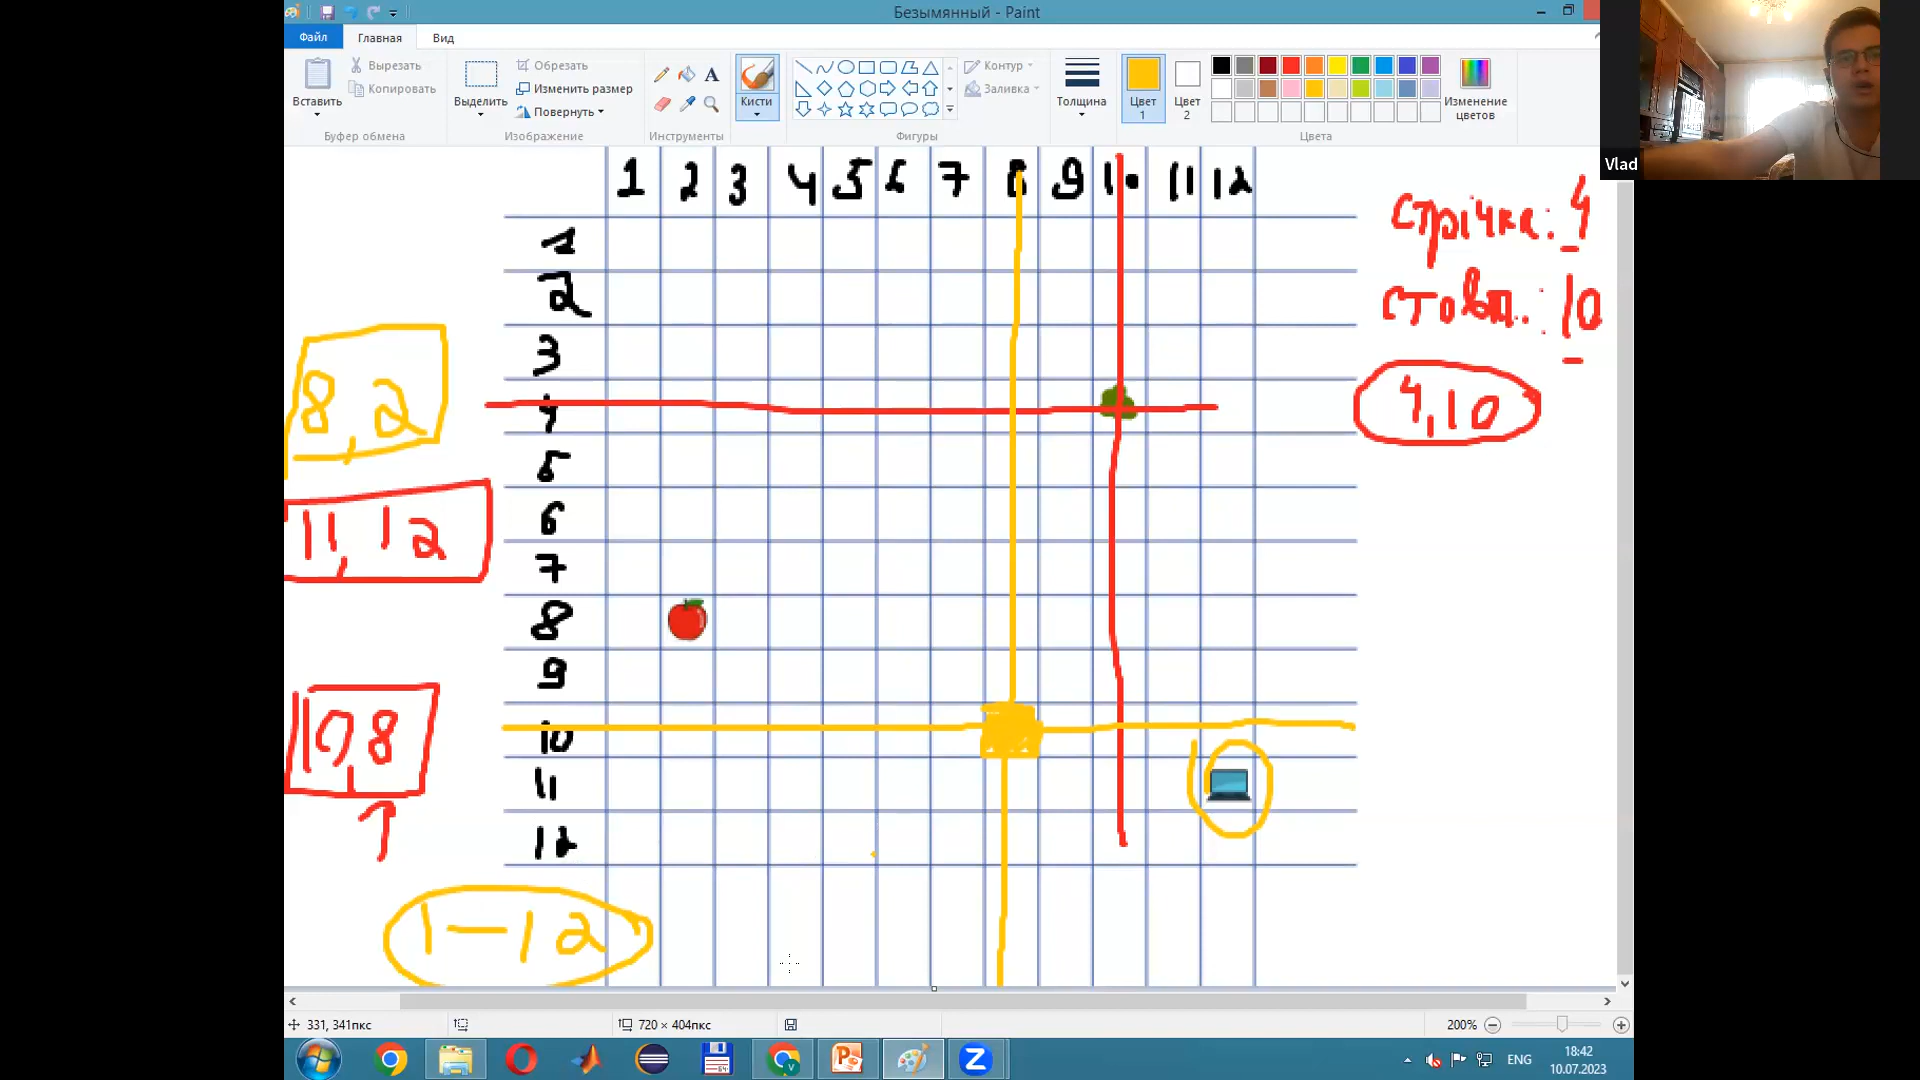 Безымянный - Paint
Файл
Главная
Вид
Вставить
Вырезать
Копировать
Буфер обмена
Выделить
Обрезать
Изменить размер
Повернуть
Изображение
Инструменты
Кисти
Контур
Заливка
Фигуры
Толщина
Цвет 1
Цвет 2
Изменение цветов
Цвета
Vlad
1 2 3 4 5 6 7 8 9 10 11 12
1
2
3
4
5
6
7
8
9
10
11
12
стрічка: 4
стовп.: 10
4,10
8,2
11,12
10,8
1-12
331, 341пкс
720 × 404пкс
200%
ENG
18:42
10.07.2023